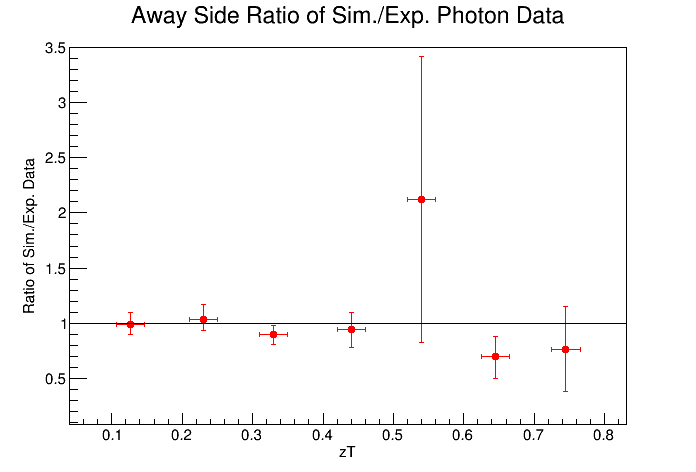 Away Side Ratio of Sim./Exp. Photon Data
Ratio of Sim./Exp. Data
3.5
3
2.5
2
1.5
1
0.5
0.1 0.2 0.3 0.4 0.5 0.6 0.7 0.8
zT